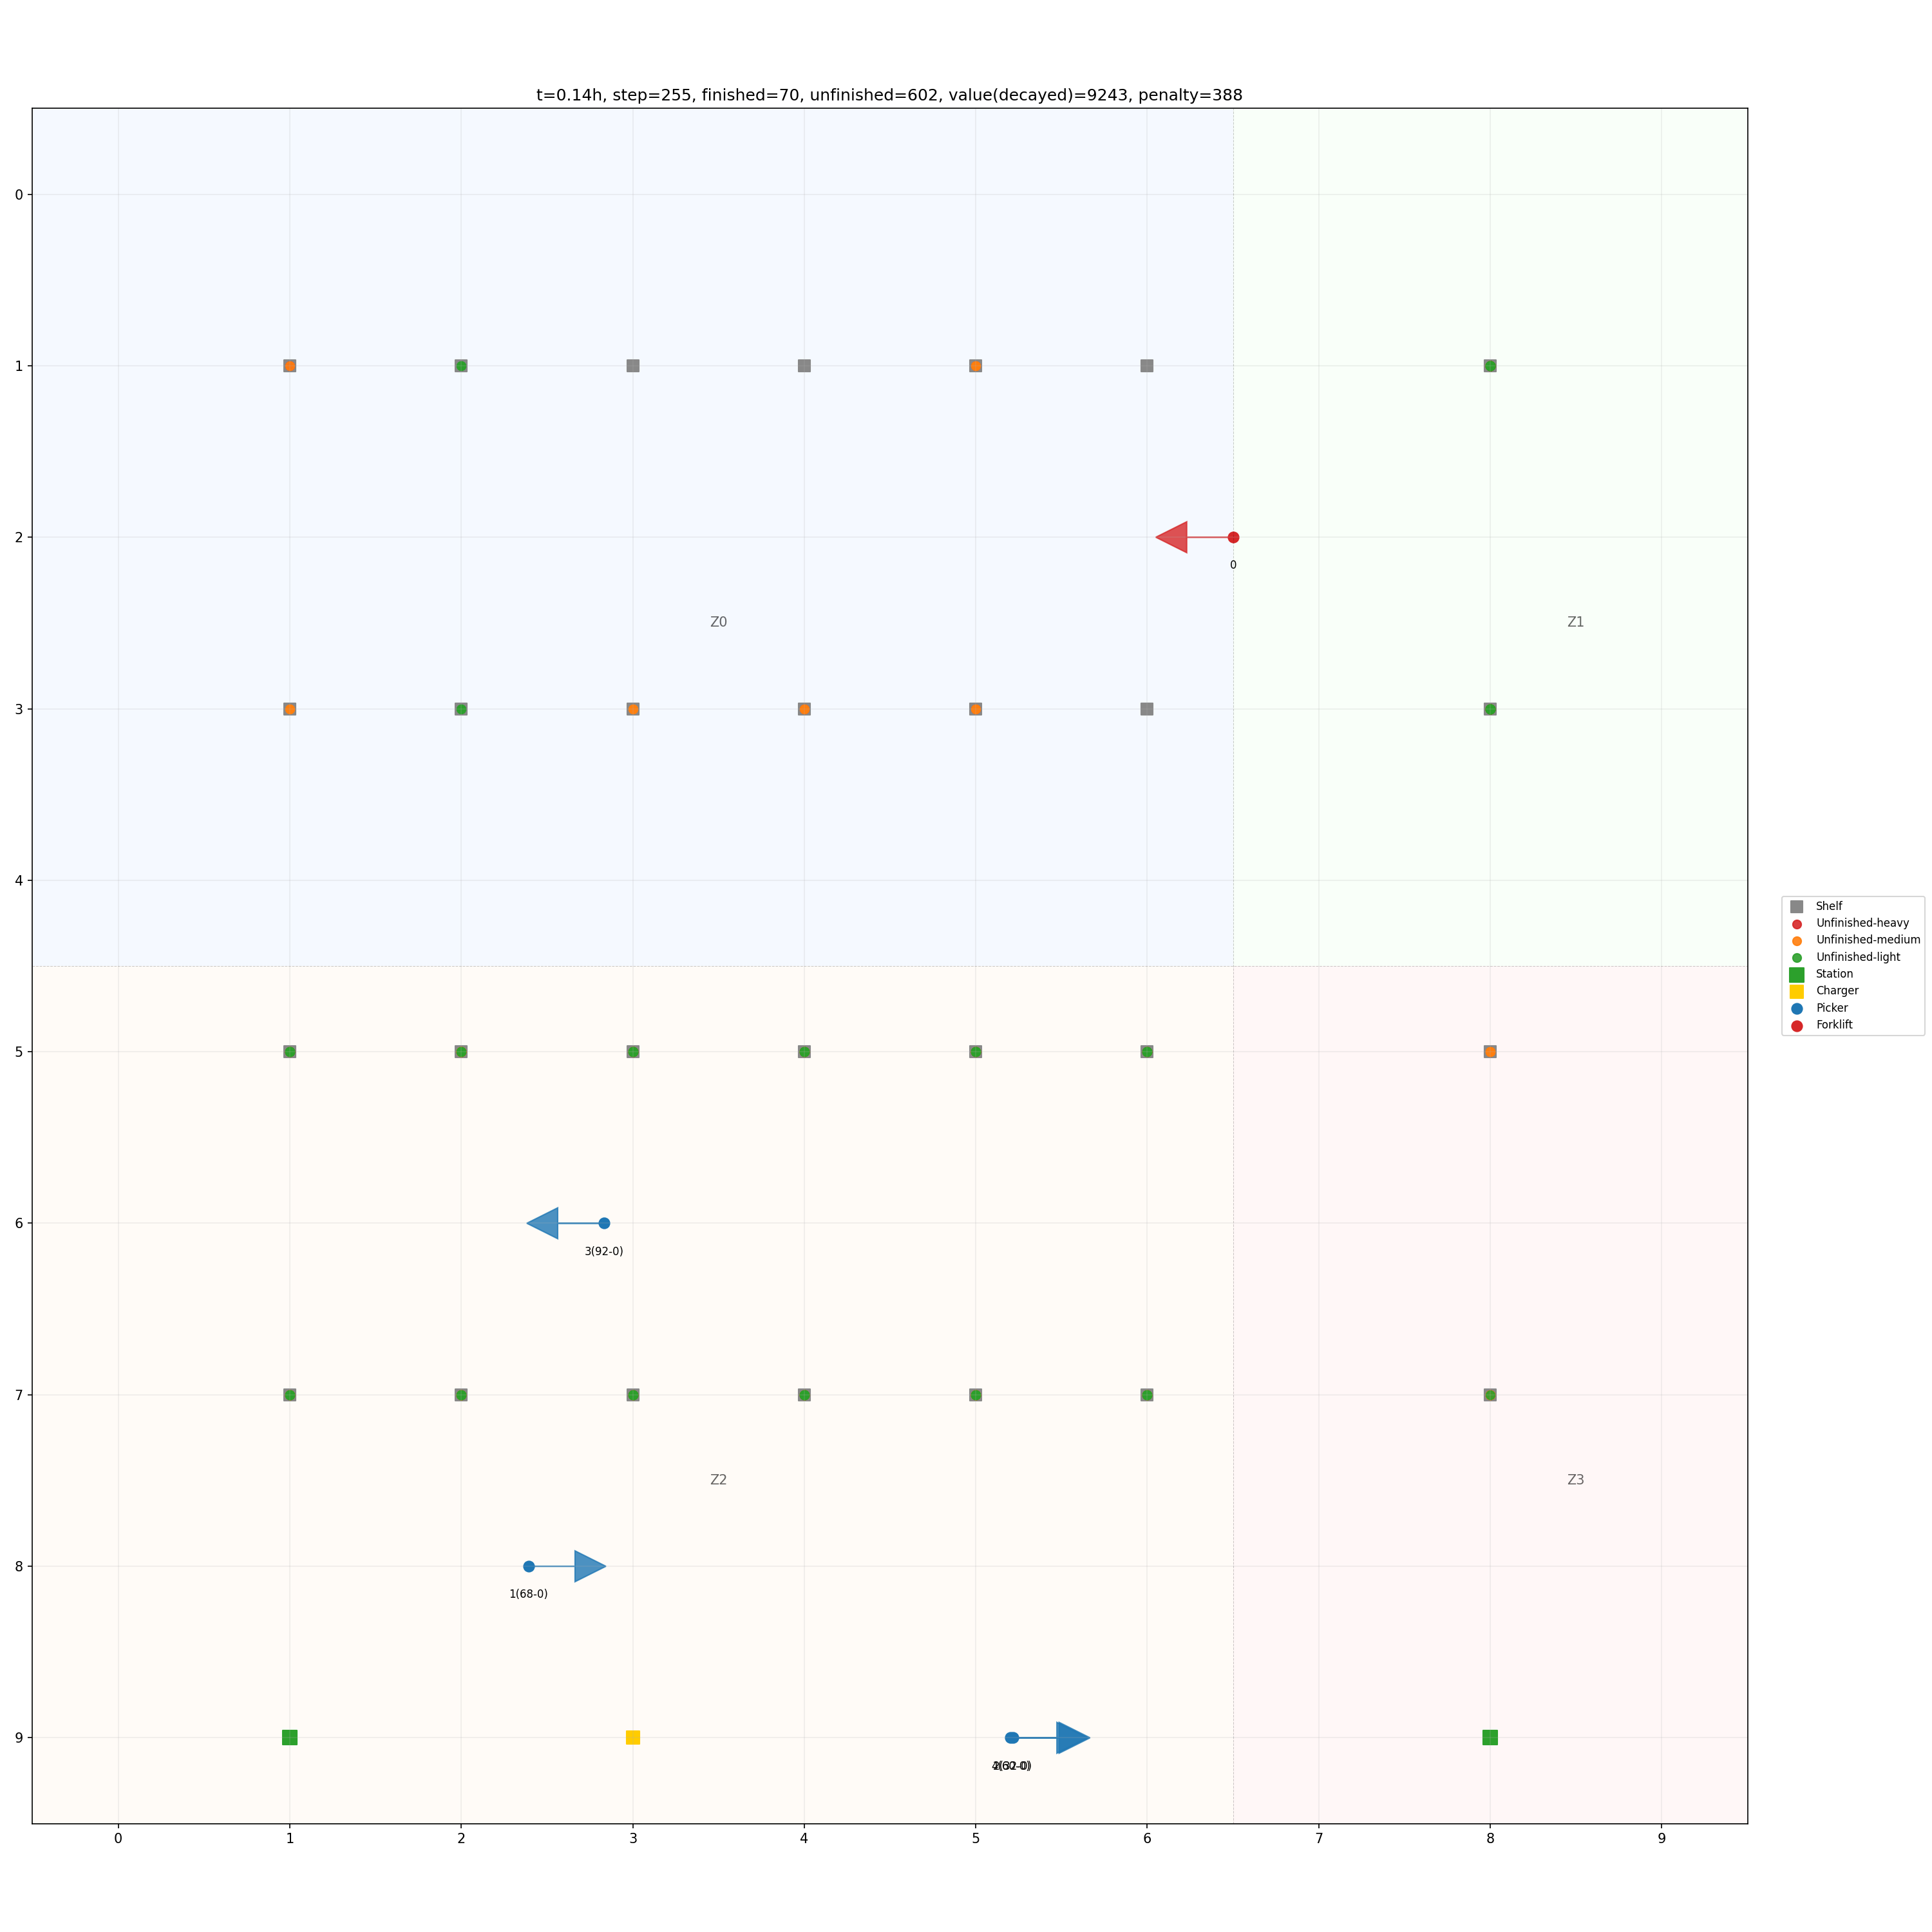 t=0.14h, step=255, finished=70, unfinished=602, value(decayed)=9243, penalty=388
0
1
2
0
Z0 Z1
3
4
Shelf
Unfinished-heavy
Unfinished-medium
Unfinished-light
Station
Charger
Picker
Forklift
5
6
3(92-0)
7
Z2 Z3
8
1(68-0)
9
0 1 2 3 4 5 6 7 8 9